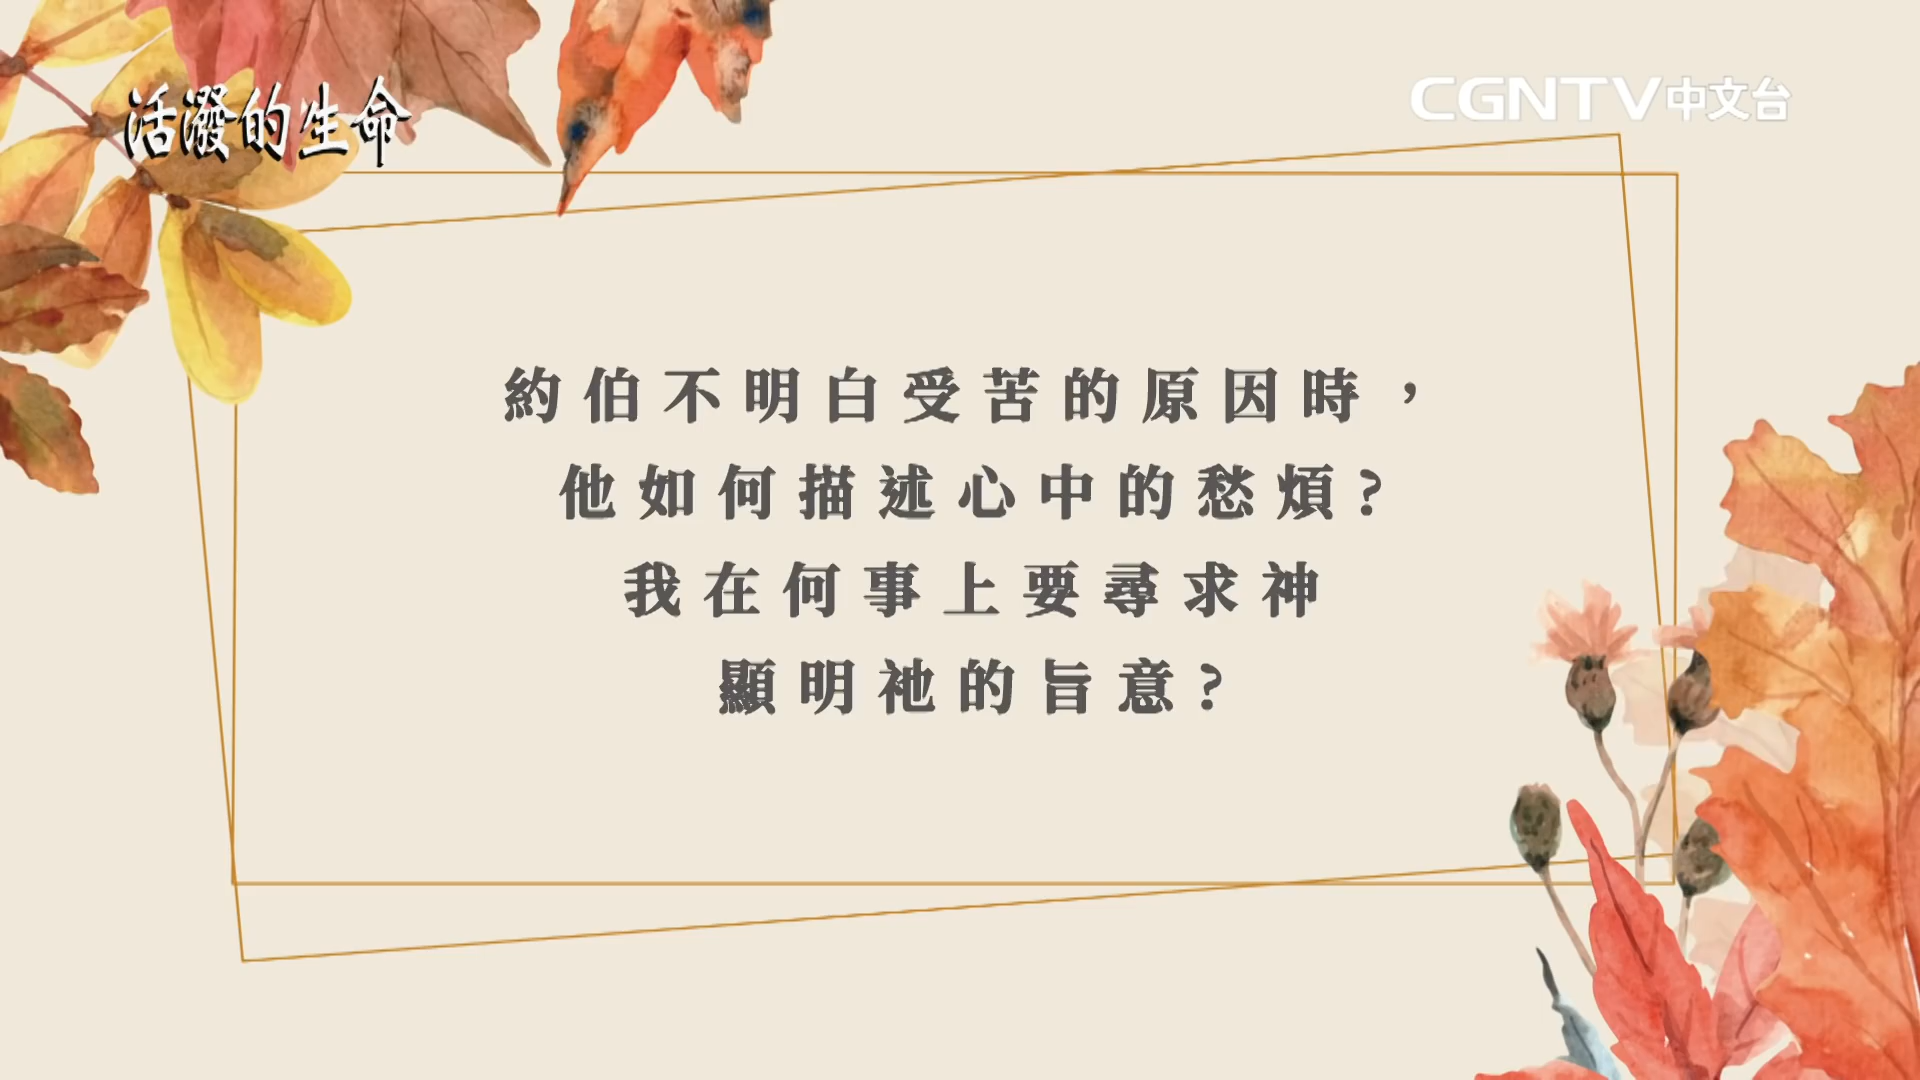 活潑的生命
CGNTV中文台
約伯不明白受苦的原因時，
他如何描述心中的愁煩?
我在何事上要尋求神
顯明祂的旨意?